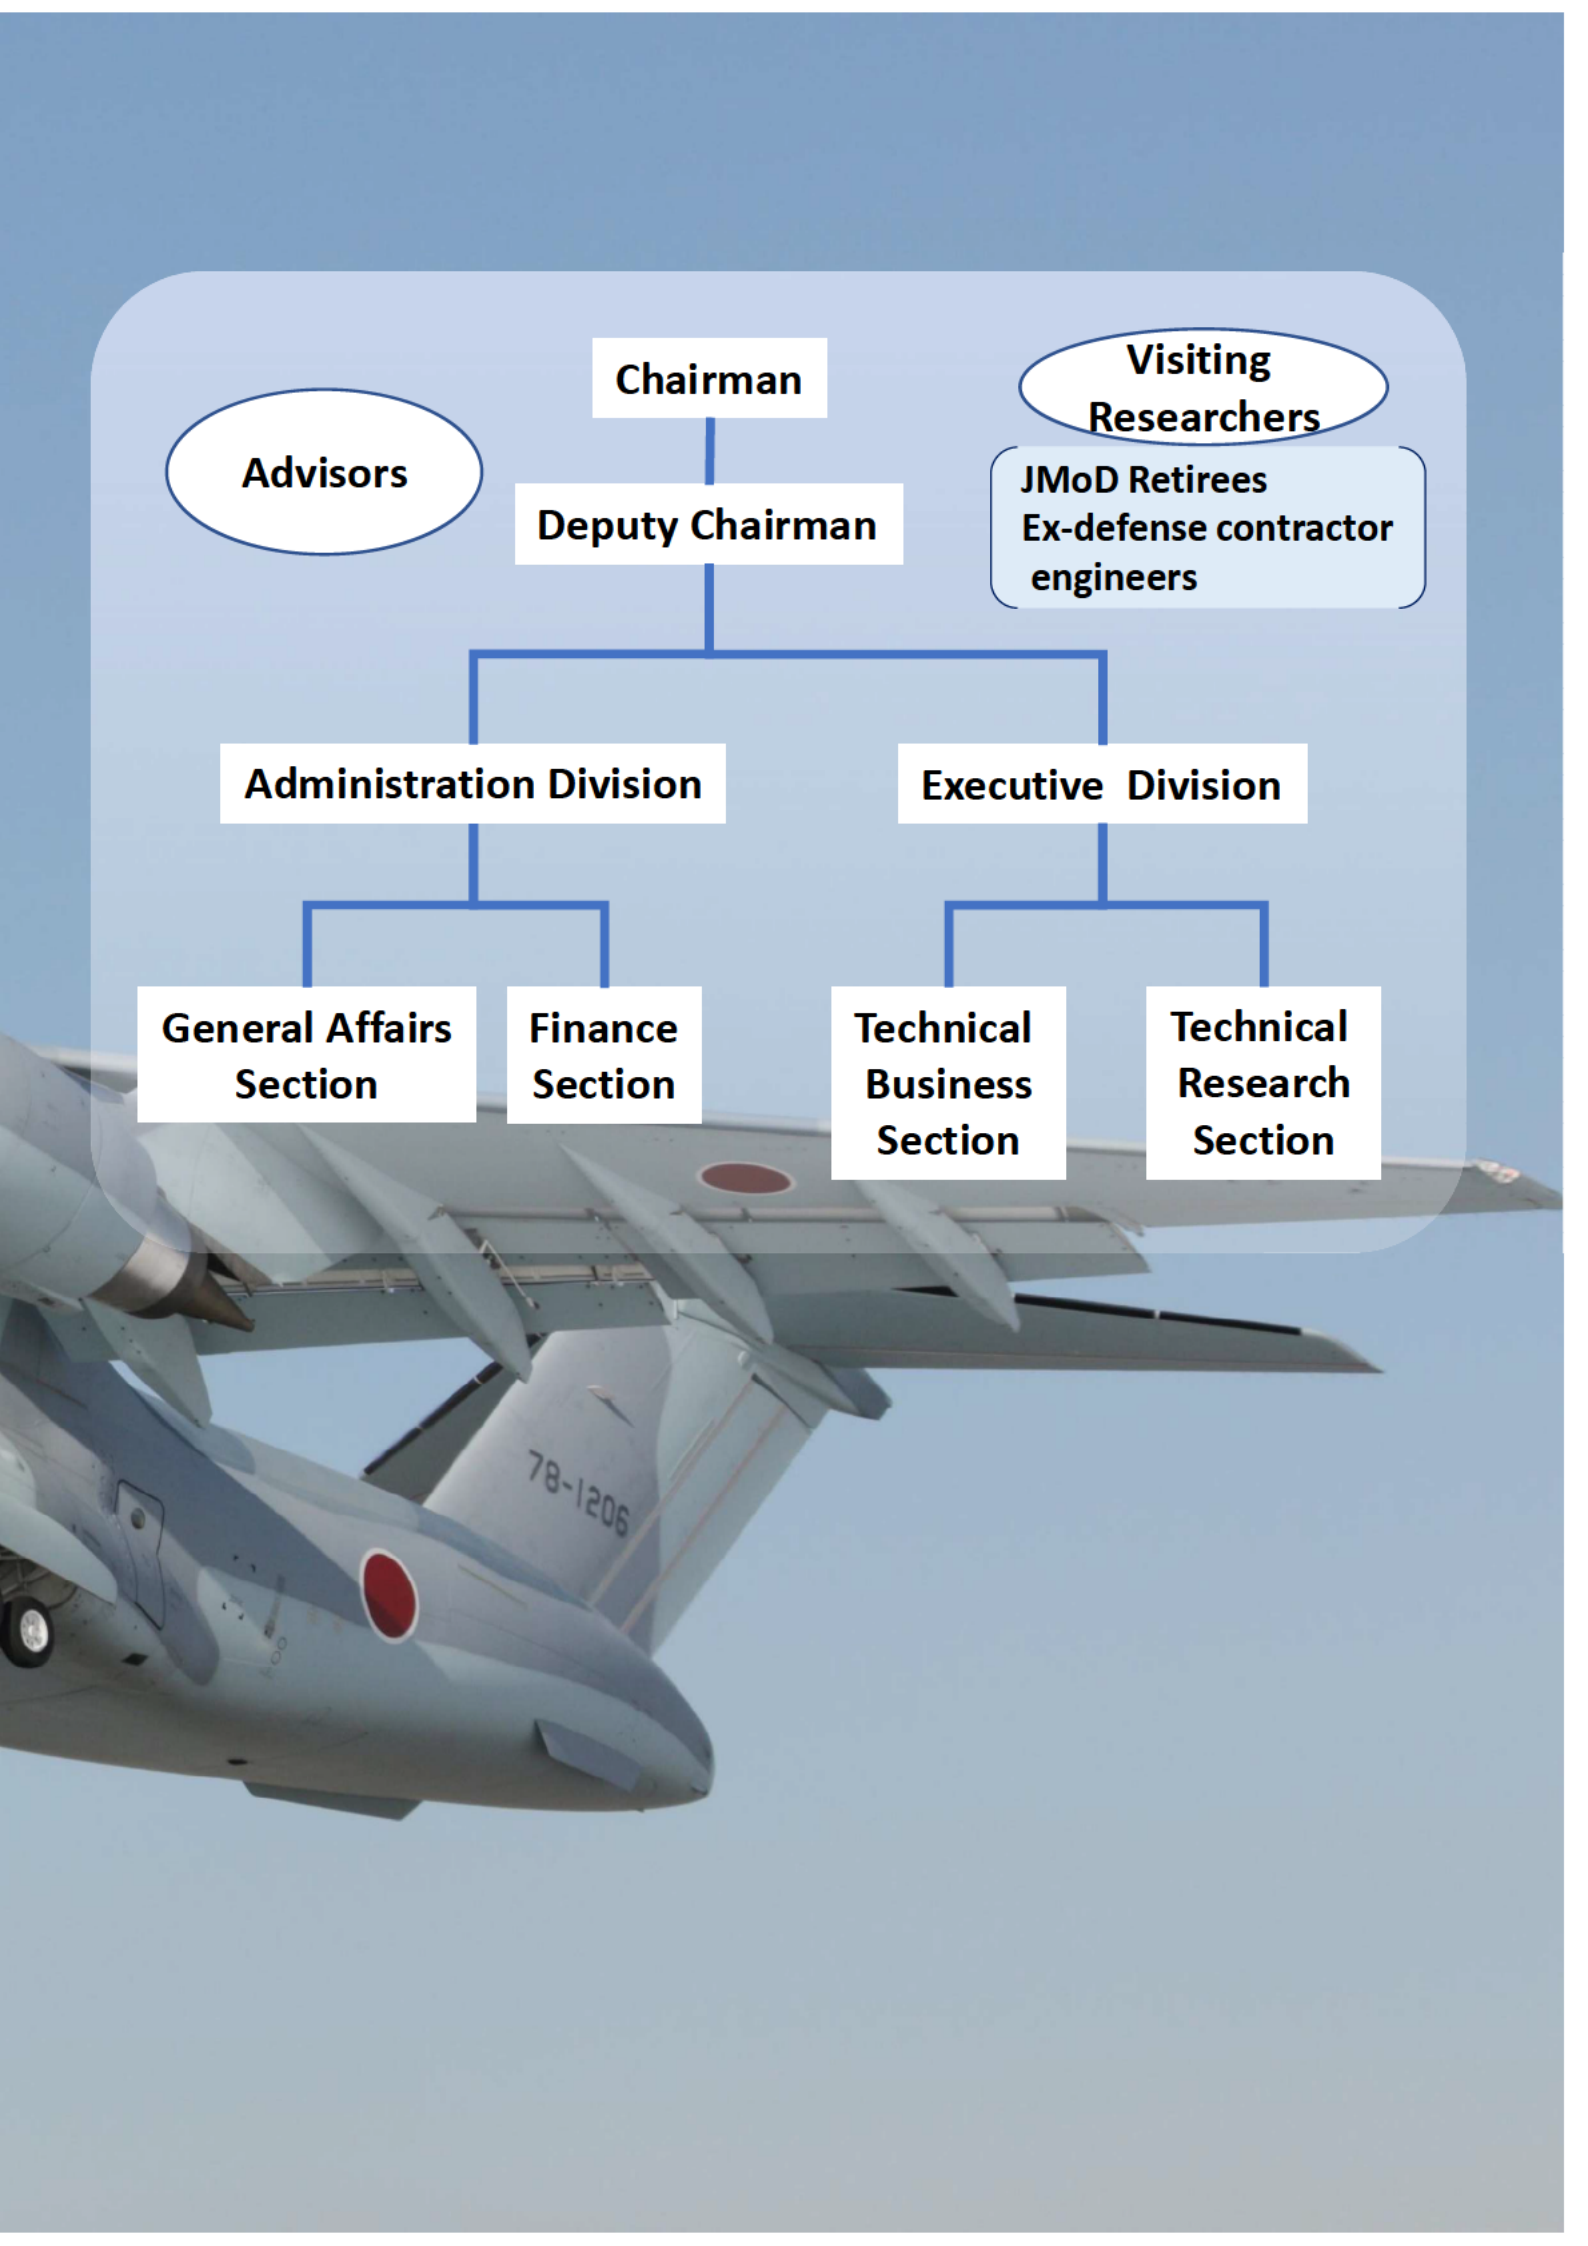 Chairman
Visiting
Researchers
Advisors
JMoD Retirees
Ex-defense contractor
engineers
Deputy Chairman
Administration Division
Executive Division
General Affairs
Section
Finance
Section
Technical
Business
Section
Technical
Research
Section
78-1206